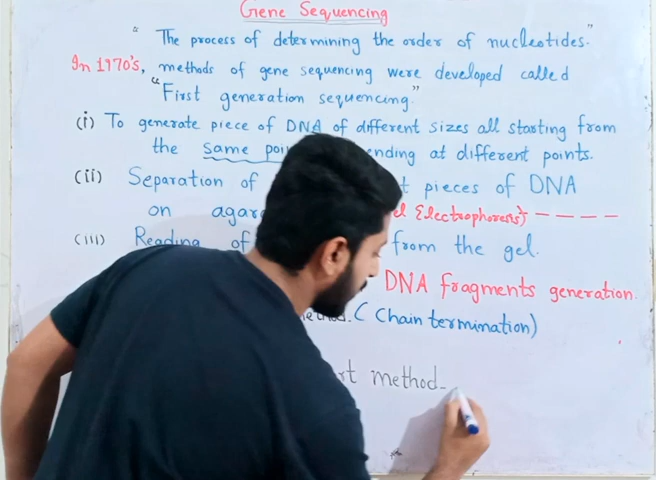 Gene Sequencing
" The process of determining the order of nucleotides."
In 1970's, methods of gene sequencing were developed called
"First generation sequencing."
(i) To generate piece of DNA of different sizes all starting from
the same ending at different points.
(ii) Separation of pieces of DNA
on Electrophoresis) - - - -
(iii) Reading of from the gel.
DNA fragments generation.
(Chain termination)
method-